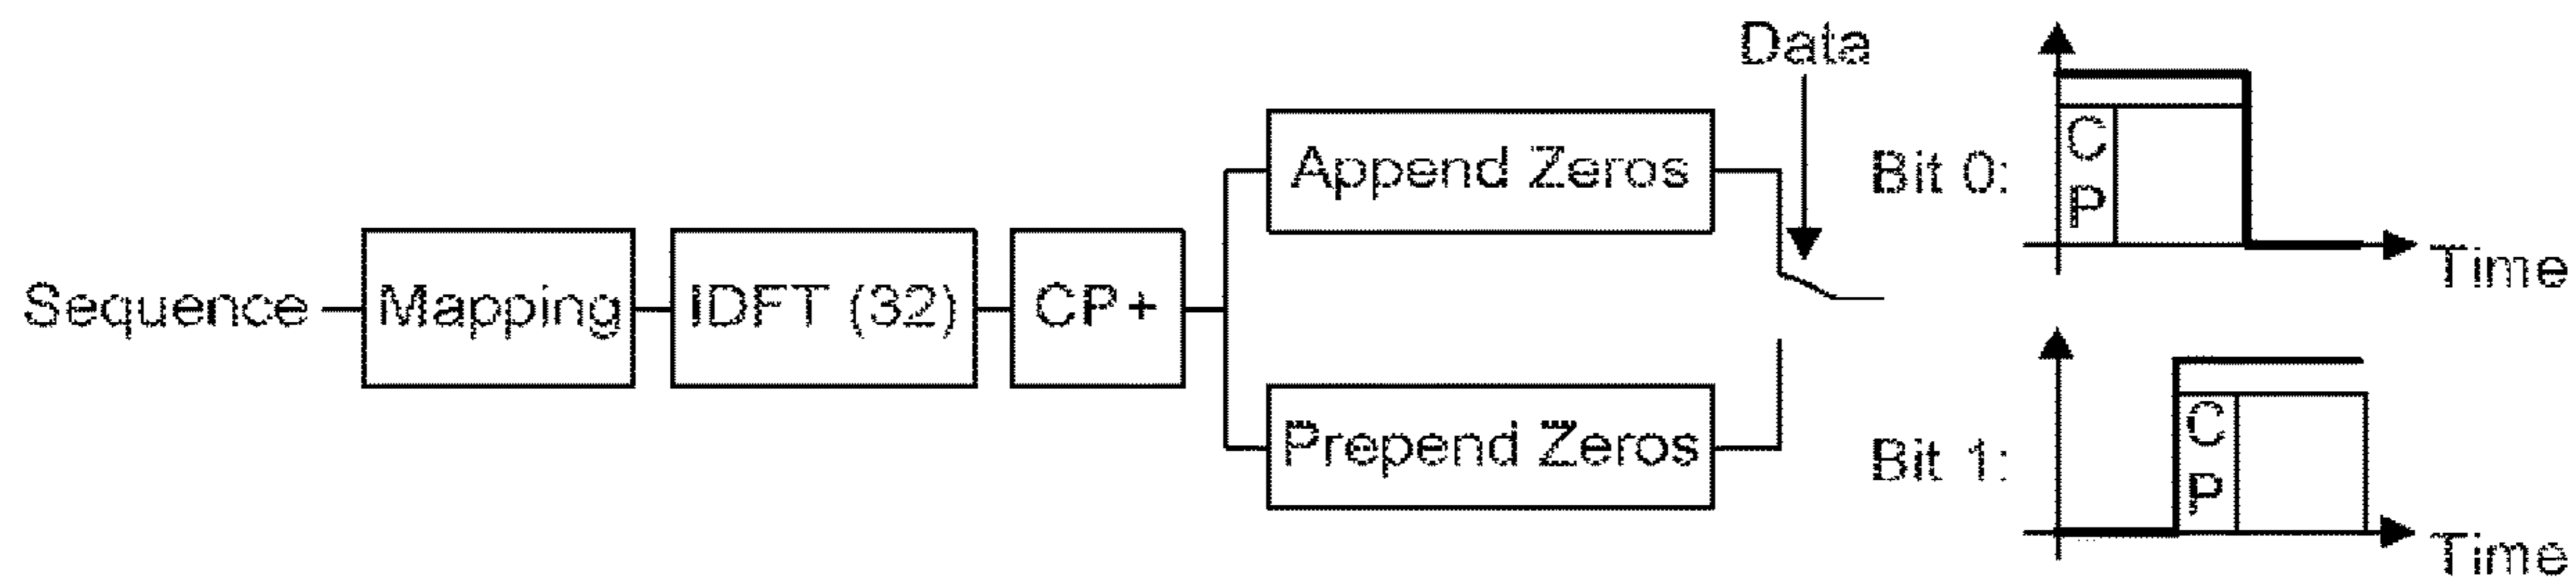 Data
Sequence
Mapping
IDFT (32)
CP+
Append Zeros
Prepend Zeros
Bit 0:
C
P
Time
Bit 1:
C
P
Time